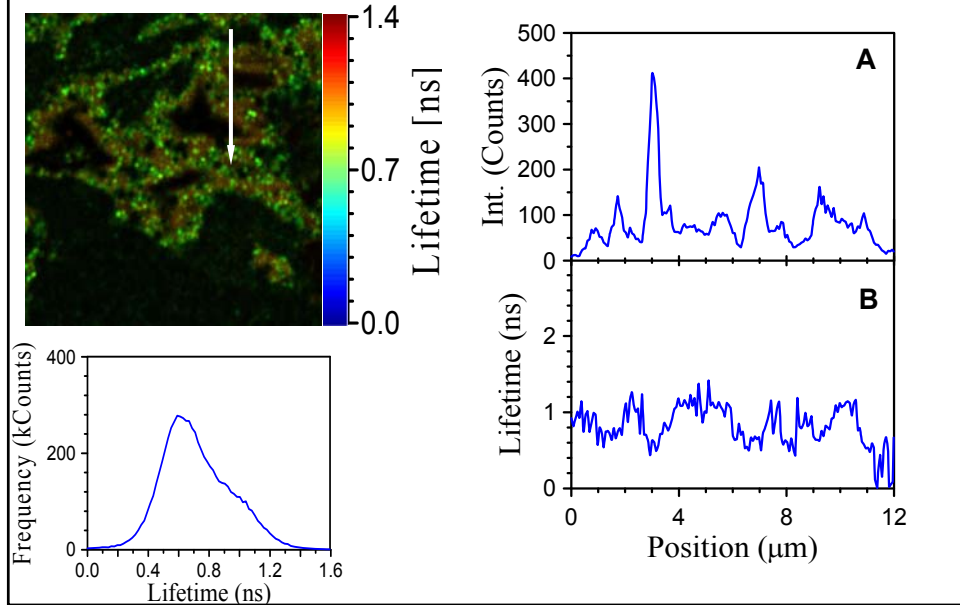 1.4
0.7
0.0
Lifetime [ns]
400
200
0
Frequency (kCounts)
0.0 0.4 0.8 1.2 1.6
Lifetime (ns)
A
500
400
300
200
100
0
Int. (Counts)
B
2
1
0
Lifetime (ns)
0 4 8 12
Position (μm)